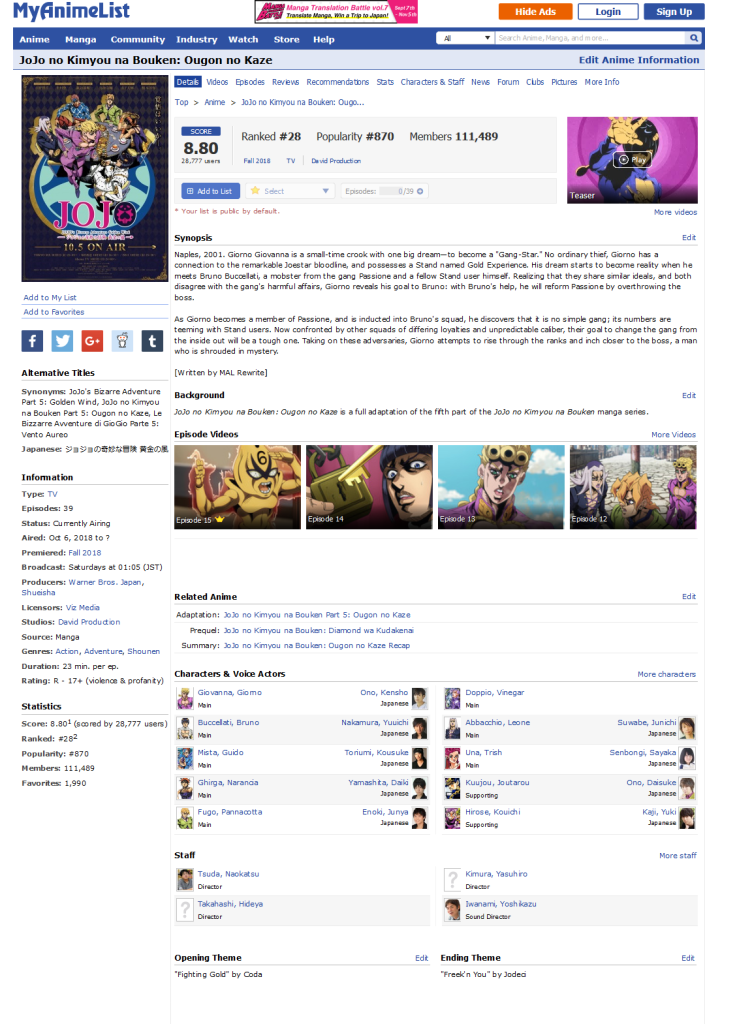 MyAnimeList
Manga Translation Battle vol.7
Translate Manga, Win a Trip to Japan!
Sept 7th
- Nov 5th
Hide Ads
Login
Sign Up
Anime Manga Community Industry Watch Store Help
All
Search Anime, Manga, and more...
JoJo no Kimyou na Bouken: Ougon no Kaze
Edit Anime Information
Details Videos Episodes Reviews Recommendations Stats Characters & Staff News Forum Clubs Pictures More Info
Top > Anime > JoJo no Kimyou na Bouken: Ougo...
SCORE
8.80
28,777 users
Ranked #28 Popularity #870 Members 111,489
Fall 2018 TV David Production
Add to List
Select
Episodes: 0/39
* Your list is public by default.
Play
Teaser
More videos
JOJO
10.5 ON AIR
Add to My List
Add to Favorites
f
G+
t
Alternative Titles
Synonyms: JoJo's Bizarre Adventure
Part 5: Golden Wind, JoJo no Kimyou
na Bouken Part 5: Ougon no Kaze, Le
Bizzarre Avventure di GioGio Parte 5:
Vento Aureo
Japanese: ジョジョの奇妙な冒険 黄金の風
Information
Type: TV
Episodes: 39
Status: Currently Airing
Aired: Oct 6, 2018 to ?
Premiered: Fall 2018
Broadcast: Saturdays at 01:05 (JST)
Producers: Warner Bros. Japan,
Shueisha
Licensors: Viz Media
Studios: David Production
Source: Manga
Genres: Action, Adventure, Shounen
Duration: 23 min. per ep.
Rating: R - 17+ (violence & profanity)
Statistics
Score: 8.80¹ (scored by 28,777 users)
Ranked: #28²
Popularity: #870
Members: 111,489
Favorites: 1,990
Synopsis
Edit
Naples, 2001. Giorno Giovanna is a small-time crook with one big dream—to become a "Gang-Star." No ordinary thief, Giorno has a
connection to the remarkable Joestar bloodline, and possesses a Stand named Gold Experience. His dream starts to become reality when he
meets Bruno Buccellati, a mobster from the gang Passione and a fellow Stand user himself. Realizing that they share similar ideals, and both
disagree with the gang's harmful affairs, Giorno reveals his goal to Bruno: with Bruno's help, he will reform Passione by overthrowing the
boss.
As Giorno becomes a member of Passione, and is inducted into Bruno's squad, he discovers that it is no simple gang; its numbers are
teeming with Stand users. Now confronted by other squads of differing loyalties and unpredictable caliber, their goal to change the gang from
the inside out will be a tough one. Taking on these adversaries, Giorno attempts to rise through the ranks and inch closer to the boss, a man
who is shrouded in mystery.
[Written by MAL Rewrite]
Background
Edit
JoJo no Kimyou na Bouken: Ougon no Kaze is a full adaptation of the fifth part of the JoJo no Kimyou na Bouken manga series.
Episode Videos
More Videos
Episode 15
Episode 14
Episode 13
Episode 12
Related Anime
Edit
Adaptation: JoJo no Kimyou na Bouken Part 5: Ougon no Kaze
Prequel: JoJo no Kimyou na Bouken: Diamond wa Kudakenai
Summary: JoJo no Kimyou na Bouken: Ougon no Kaze Recap
Characters & Voice Actors
More characters
Giovanna, Giorno
Main
Ono, Kensho
Japanese
Doppio, Vinegar
Main
Buccellati, Bruno
Main
Nakamura, Yuuichi
Japanese
Abbacchio, Leone
Main
Suwabe, Junichi
Japanese
Mista, Guido
Main
Toriumi, Kousuke
Japanese
Una, Trish
Main
Senbongi, Sayaka
Japanese
Ghirga, Narancia
Main
Yamashita, Daiki
Japanese
Kuujou, Joutarou
Supporting
Ono, Daisuke
Japanese
Fugo, Pannacotta
Main
Enoki, Junya
Japanese
Hirose, Kouichi
Supporting
Kaji, Yuki
Japanese
Staff
More staff
Tsuda, Naokatsu
Director
Kimura, Yasuhiro
Director
Takahashi, Hideya
Director
Iwanami, Yoshikazu
Sound Director
Opening Theme
Edit
"Fighting Gold" by Coda
Ending Theme
Edit
"Freek'n You" by Jodeci